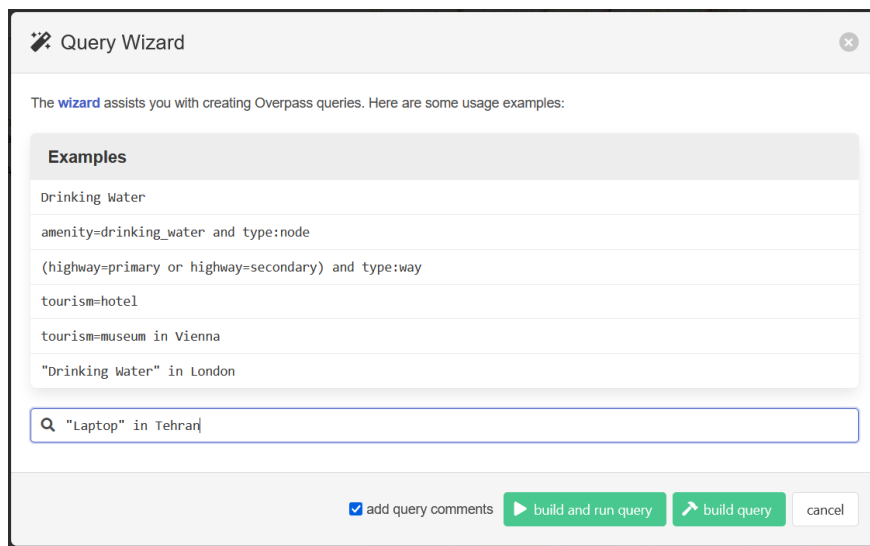 Query Wizard
The wizard assists you with creating Overpass queries. Here are some usage examples:
Examples
Drinking Water
amenity=drinking_water and type:node
(highway=primary or highway=secondary) and type:way
tourism=hotel
tourism=museum in Vienna
"Drinking Water" in London
"Laptop" in Tehran
add query comments build and run query build query cancel